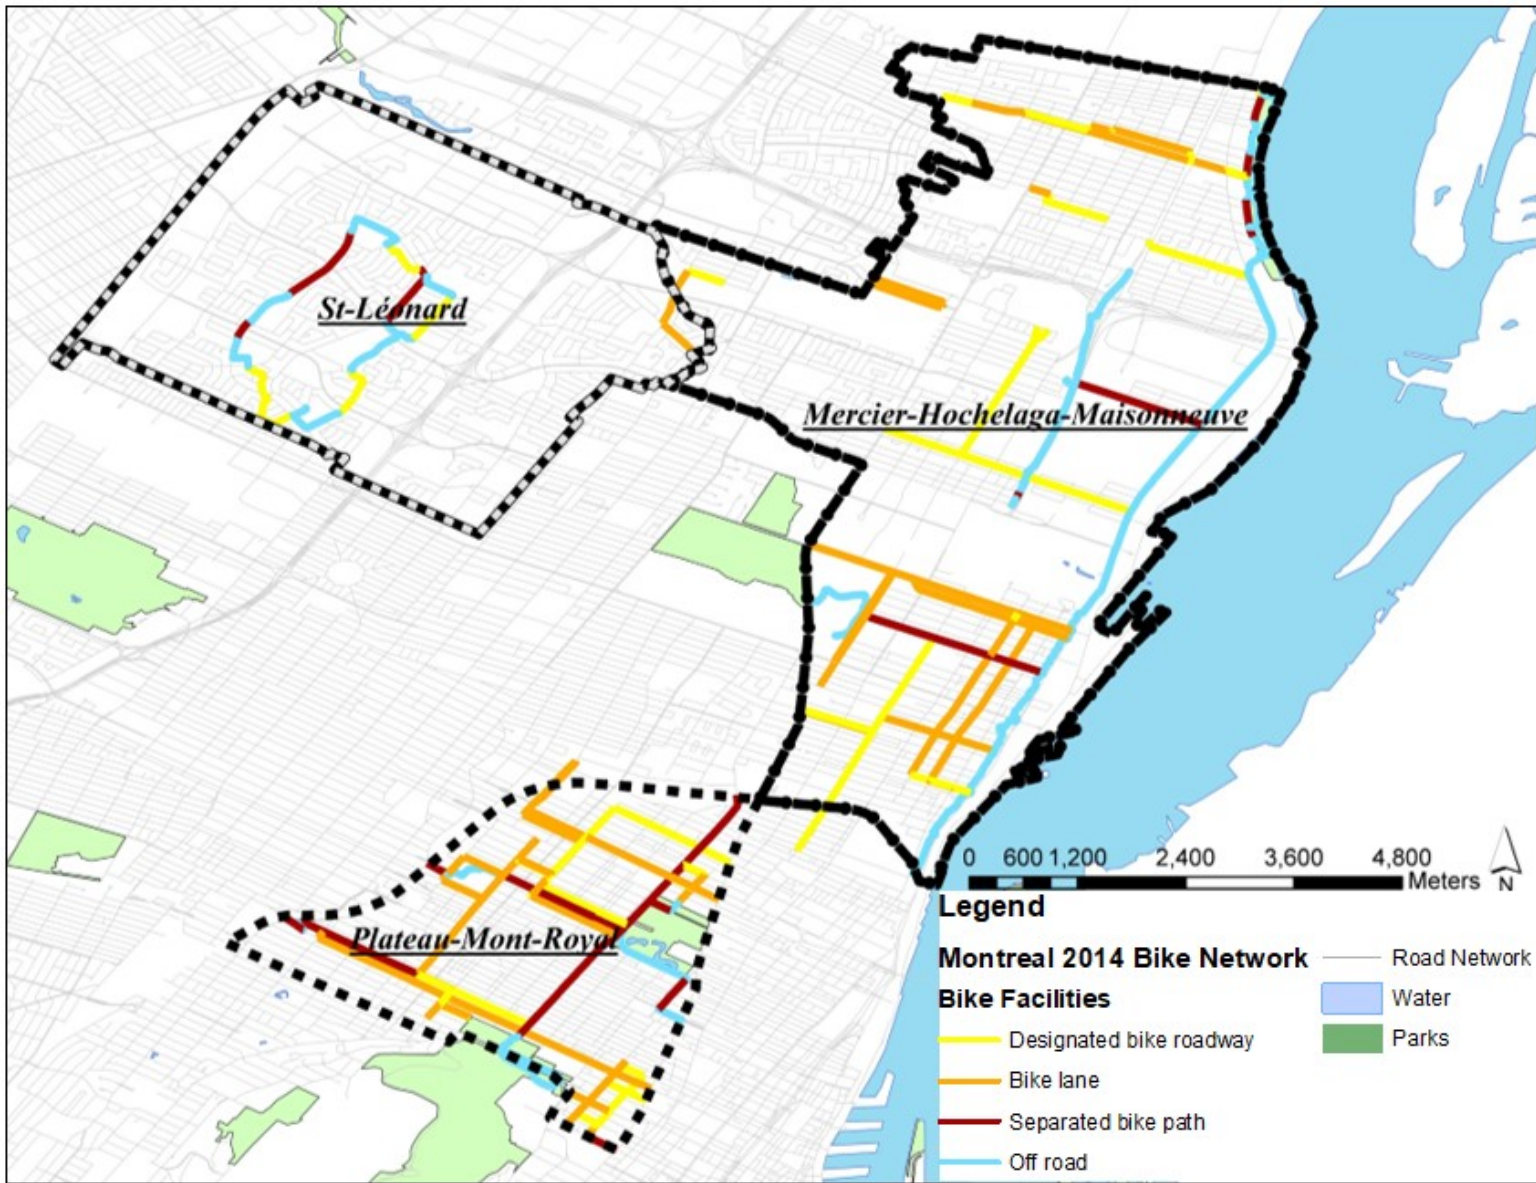 St-Léonard
Mercier-Hochelaga-Maisonneuve
Plateau-Mont-Royal
0 600 1,200 2,400 3,600 4,800
Meters
N
Legend
Montreal 2014 Bike Network
Bike Facilities
Designated bike roadway
Bike lane
Separated bike path
Off road
Road Network
Water
Parks